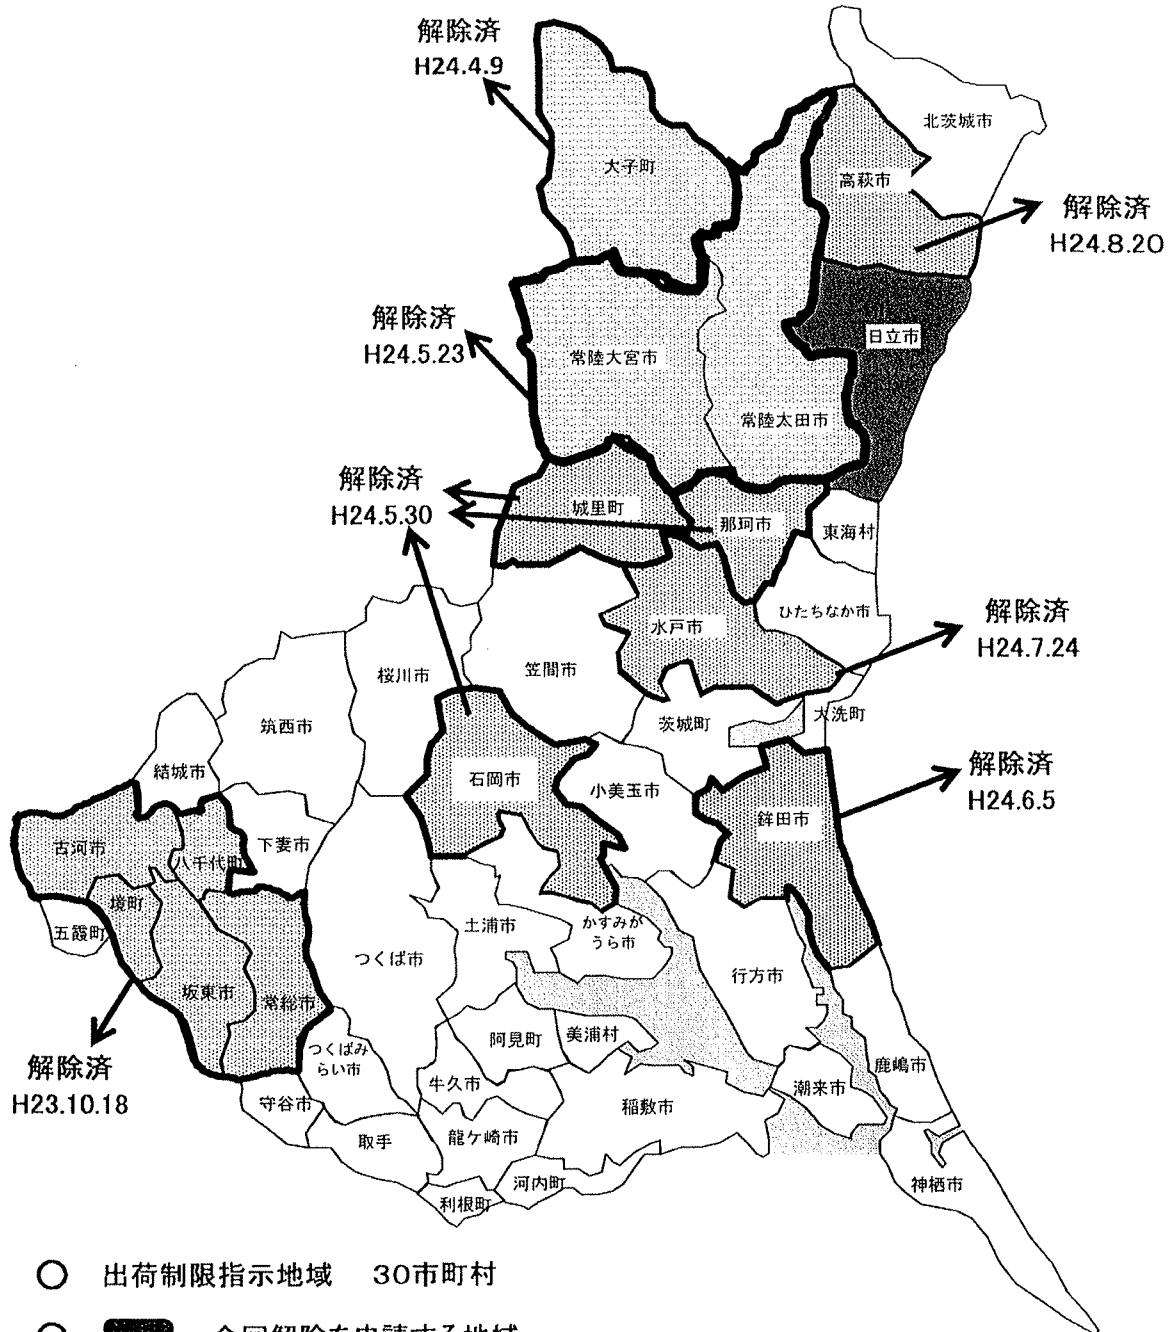 解除済
H24.4.9
北茨城市
大子町
高萩市
解除済
H24.8.20
解除済
H24.5.23
日立市
常陸大宮市
常陸太田市
解除済
H24.5.30
城里町
那珂市
東海村
ひたちなか市
水戸市
解除済
H24.7.24
桜川市
笠間市
筑西市
茨城町
大洗町
結城市
石岡市
小美玉市
解除済
H24.6.5
鉾田市
古河市
八千代町
下妻市
境町
五霞町
土浦市
かすみが
うら市
つくば市
行方市
坂東市
常総市
阿見町
美浦村
つくばみ
らい市
解除済
H23.10.18
牛久市
潮来市
鹿嶋市
守谷市
稲敷市
取手
龍ケ崎市
河内町
利根町
神栖市
○ 出荷制限指示地域 30市町村